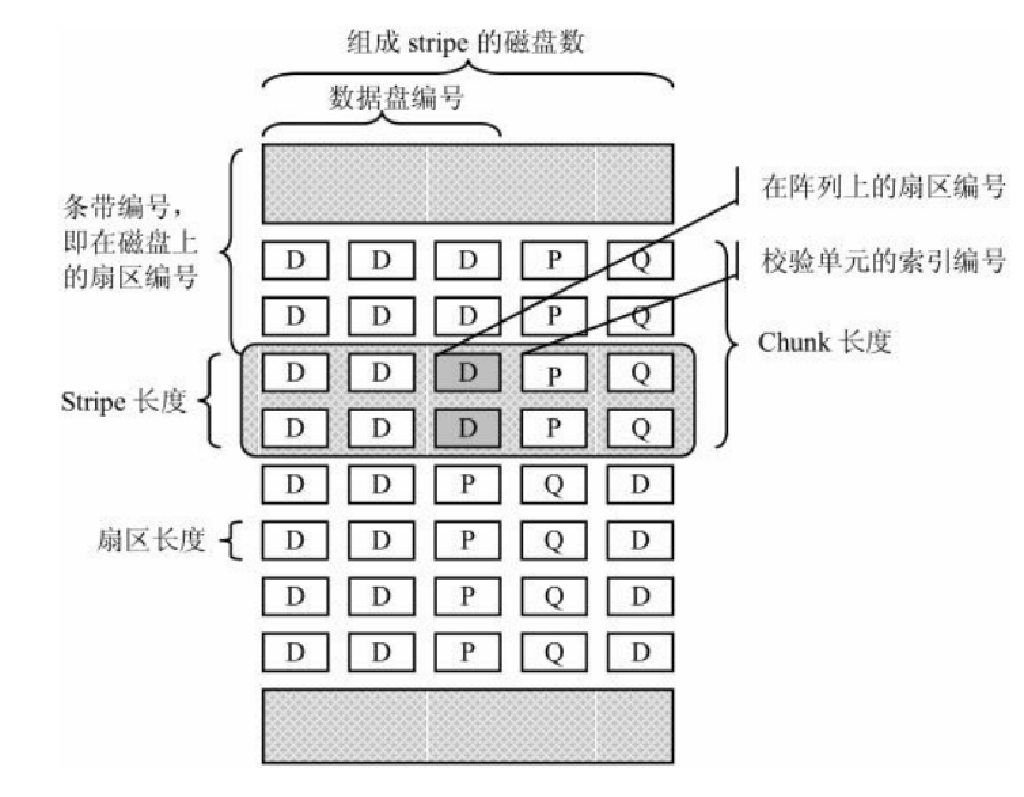 组成 stripe 的磁盘数
数据盘编号
条带编号，
即在磁盘上
的扇区编号
在阵列上的扇区编号
校验单元的索引编号
D D D P Q
D D D P Q
Chunk 长度
D D D P Q
Stripe 长度
D D D P Q
D D P Q D
扇区长度
D D P Q D
D D P Q D
D D P Q D